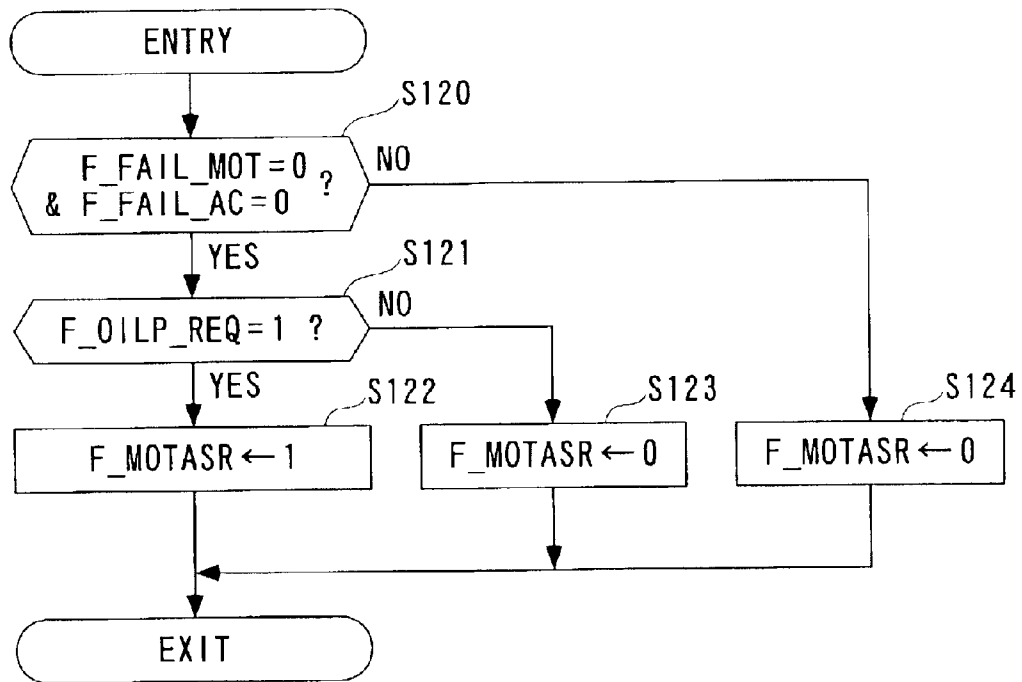 ENTRY
S120
F_FAIL_MOT=0
& F_FAIL_AC=0 ?
NO
YES
S121
F_OILP_REQ=1 ?
NO
YES
S122
F_MOTASR←1
S123
F_MOTASR←0
S124
F_MOTASR←0
EXIT